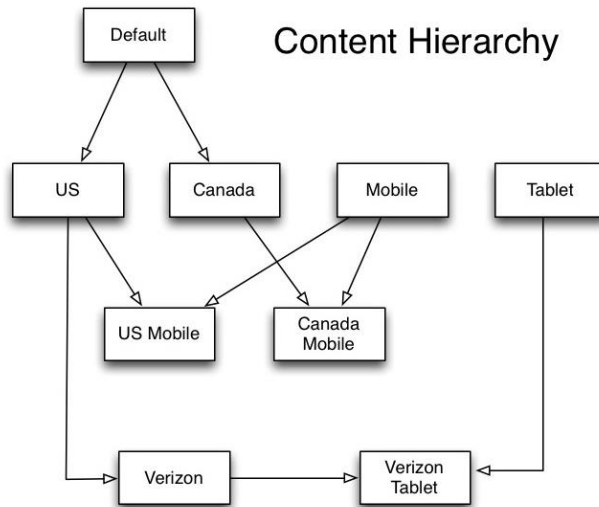 Default
Content Hierarchy
US
Canada
Mobile
Tablet
US Mobile
Canada
Mobile
Verizon
Verizon
Tablet